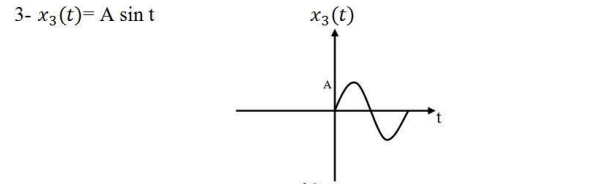 3- x₃(t)= A sin t
x₃(t)
A
t